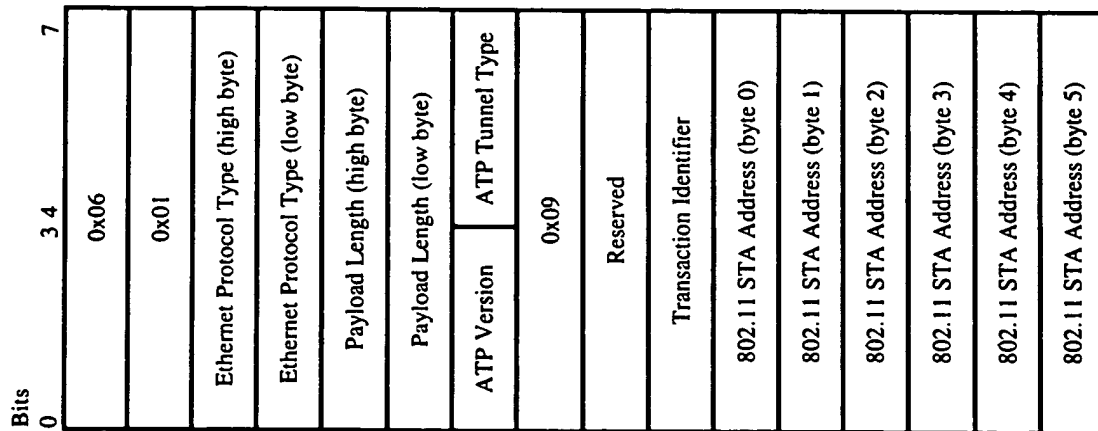 Bits
0 3 4 7
0x06
0x01
Ethernet Protocol Type (high byte)
Ethernet Protocol Type (low byte)
Payload Length (high byte)
Payload Length (low byte)
ATP Version ATP Tunnel Type
0x09
Reserved
Transaction Identifier
802.11 STA Address (byte 0)
802.11 STA Address (byte 1)
802.11 STA Address (byte 2)
802.11 STA Address (byte 3)
802.11 STA Address (byte 4)
802.11 STA Address (byte 5)